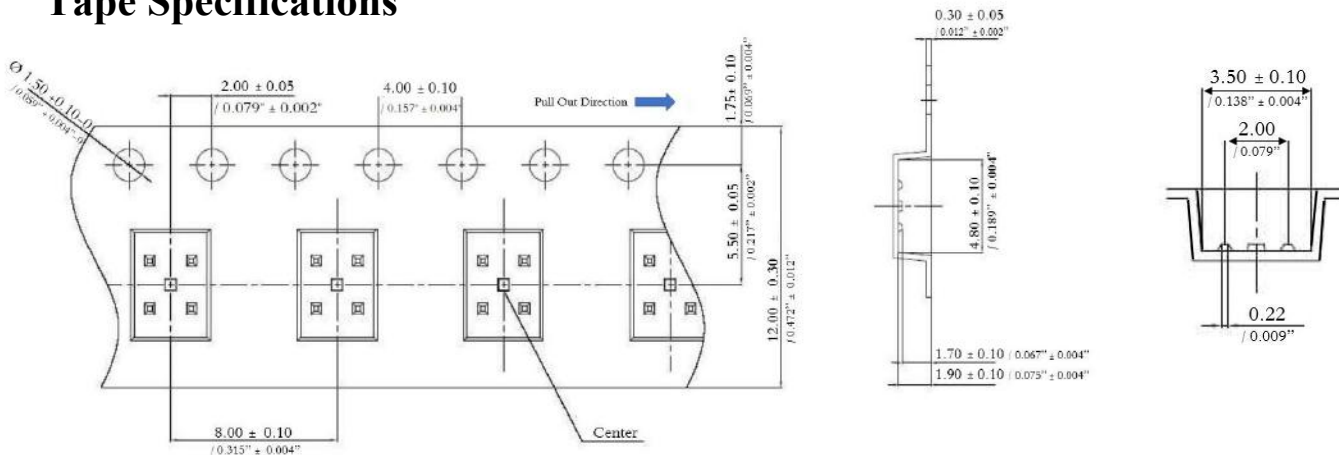 Tape Specifications
0.30 ± 0.05
/0.012" ± 0.002"
2.00 ± 0.05
/ 0.079" ± 0.002"
4.00 ± 0.10
/ 0.157" ± 0.004"
Pull Out Direction
1.75± 0.10
/ 0.069" ± 0.004"
3.50 ± 0.10
/ 0.138" ± 0.004"
2.00
/ 0.079"
5.50 ± 0.05
/ 0.217" ± 0.002"
12.00 ± 0.30
/ 0.472" ± 0.012"
4.80 ± 0.10
/ 0.189" ± 0.004"
0.22
/ 0.009"
1.70 ± 0.10 / 0.067" ± 0.004"
1.90 ± 0.10 / 0.075" ± 0.004"
8.00 ± 0.10
/ 0.315" ± 0.004"
Center